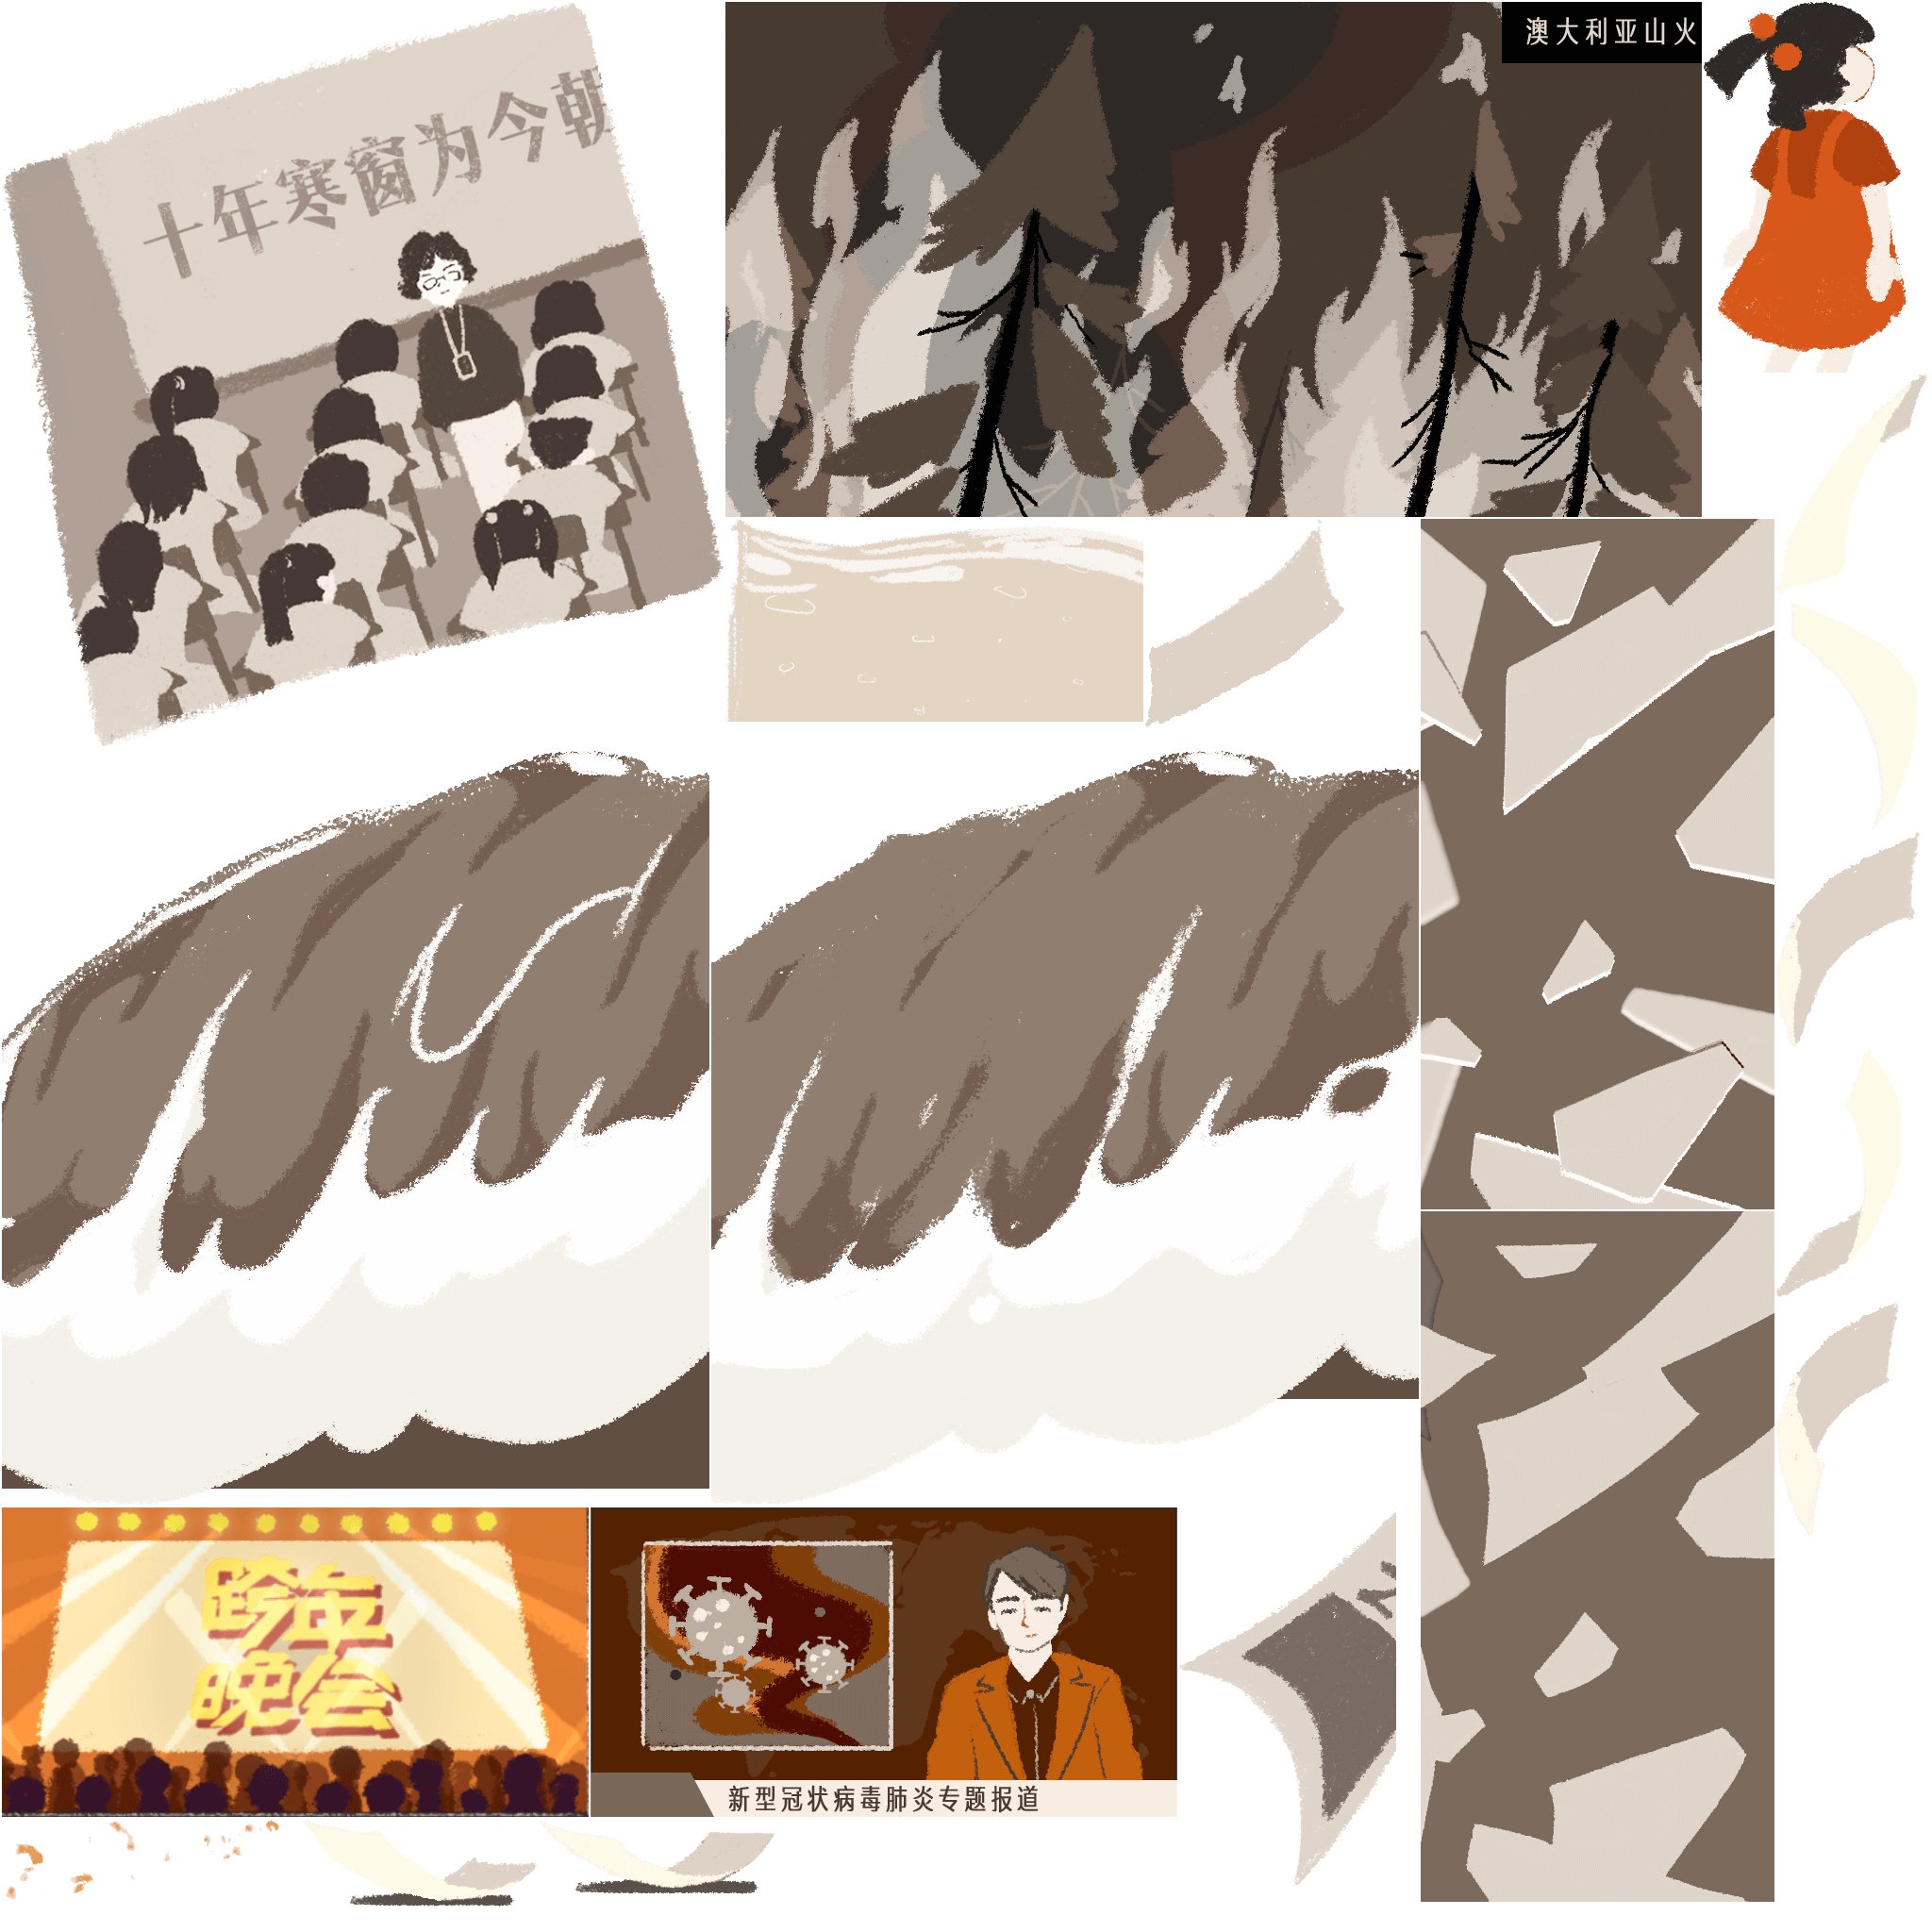 十年寒窗为今朝
澳大利亚山火
跨年
晚会
新型冠状病毒肺炎专题报道